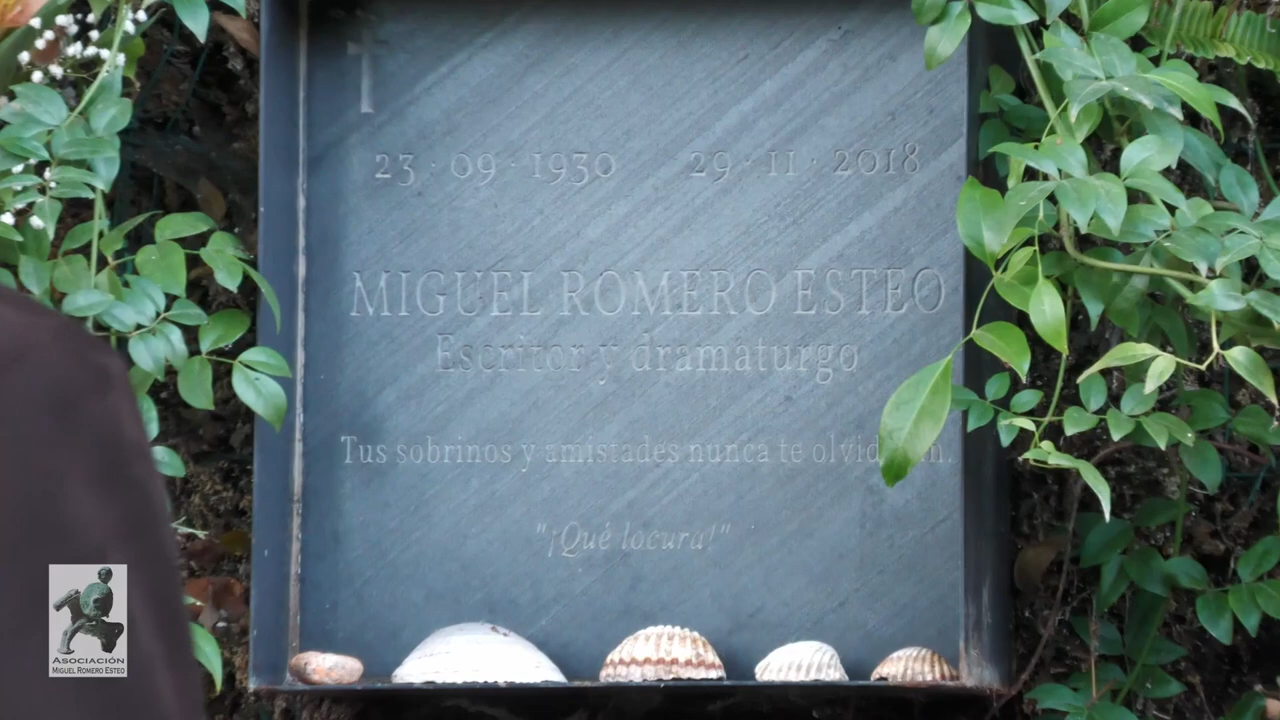 23 · 09 · 1930 29 · 11 · 2018
MIGUEL ROMERO ESTEO
Escritor y dramaturgo
Tus sobrinos y amistades nunca te
"¡Qué locura!"
ASOCIACIÓN
MIGUEL ROMERO ESTEO